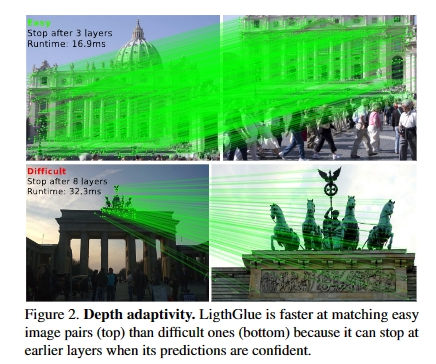 Easy
Stop after 3 layers
Runtime: 16.9ms
Difficult
Stop after 8 layers
Runtime: 32.3ms
Figure 2. Depth adaptivity. LigthGlue is faster at matching easy
image pairs (top) than difficult ones (bottom) because it can stop at
earlier layers when its predictions are confident.